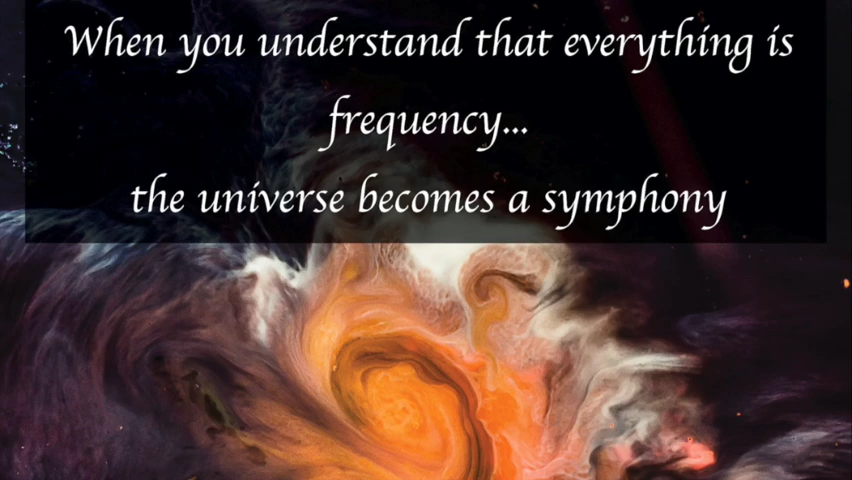 When you understand that everything is
frequency...
the universe becomes a symphony